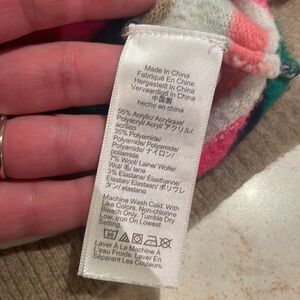 Made In China
Fabriqué En Chine
Hergestellt In China
Vervaardigd in China
中国製
hecho en china
56% Acrylic/Acrylique/
Polyacryl/Acryl/アクリル/
acrílico
35% Polyamide/
Polyamide/Polyamid/
Polyamide/ナイロン/
poliamida
7% Wool/Laine/Wolle/
Wol/毛/lana
3% Elastane/Elasthanne/
Elastan/Elastaan/ポリウレ
タン/elastano
Machine Wash Cold. With
Like Colors. Non-chlorine
Bleach Only. Tumble Dry
Low. Iron On Lowest
Setting.
Laver À La Machine À
L'eau Froide. Laver En
Séparant Les Couleurs.